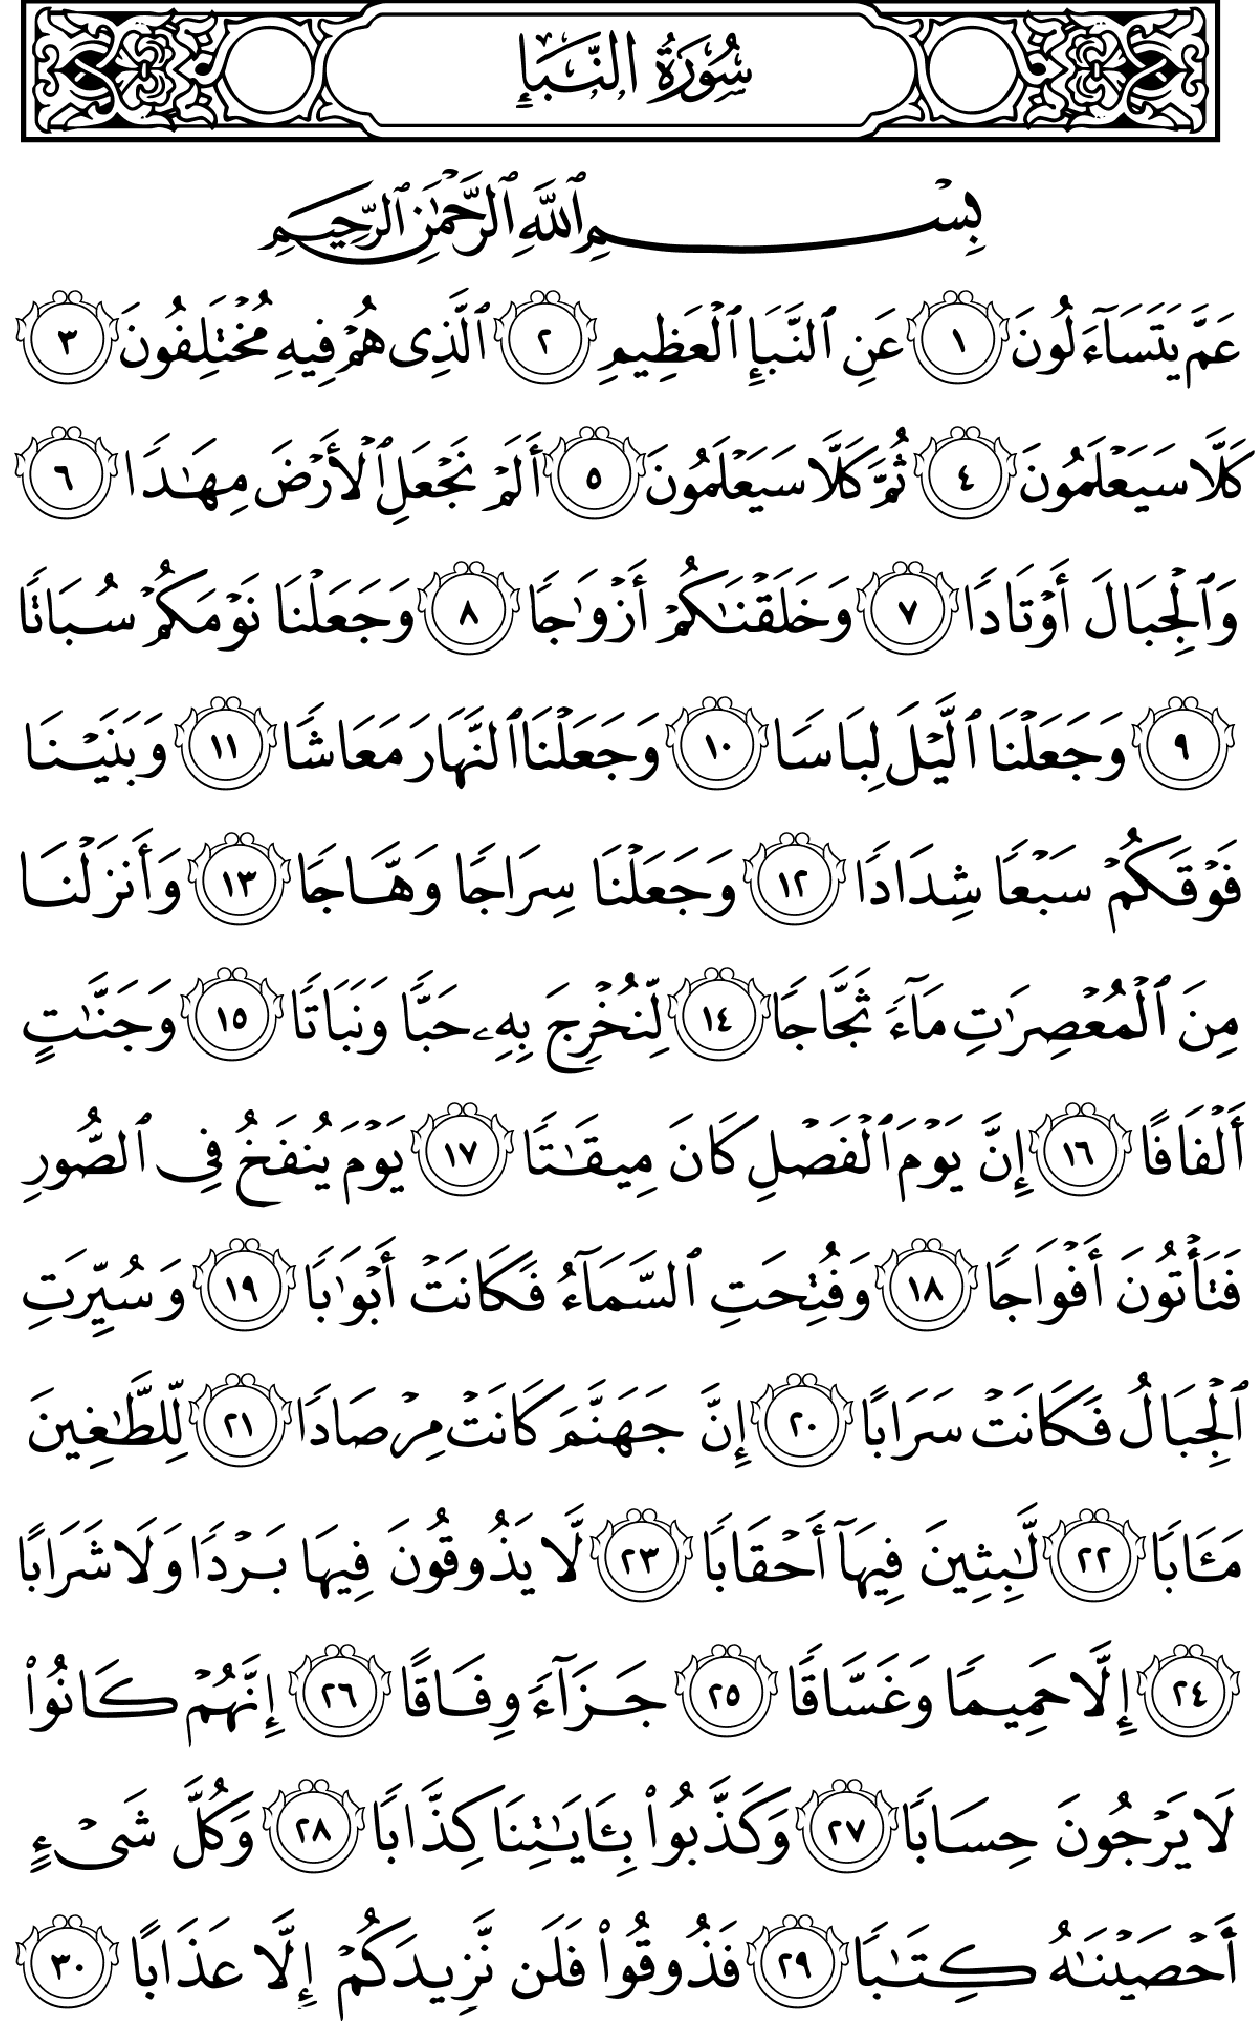 سُورَةُ النَّبَإِ
بِسْمِ ٱللَّهِ ٱلرَّحْمَٰنِ ٱلرَّحِيمِ
عَمَّ يَتَسَآءَلُونَ ١ عَنِ ٱلنَّبَإِ ٱلْعَظِيمِ ٢ ٱلَّذِى هُمْ فِيهِ مُخْتَلِفُونَ ٣
كَلَّا سَيَعْلَمُونَ ٤ ثُمَّ كَلَّا سَيَعْلَمُونَ ٥ أَلَمْ نَجْعَلِ ٱلْأَرْضَ مِهَٰدًا ٦
وَٱلْجِبَالَ أَوْتَادًا ٧ وَخَلَقْنَٰكُمْ أَزْوَٰجًا ٨ وَجَعَلْنَا نَوْمَكُمْ سُبَاتًا
٩ وَجَعَلْنَا ٱلَّيْلَ لِبَاسًا ١٠ وَجَعَلْنَا ٱلنَّهَارَ مَعَاشًا ١١ وَبَنَيْنَا
فَوْقَكُمْ سَبْعًا شِدَادًا ١٢ وَجَعَلْنَا سِرَاجًا وَهَّاجًا ١٣ وَأَنزَلْنَا
مِنَ ٱلْمُعْصِرَٰتِ مَآءً ثَجَّاجًا ١٤ لِّنُخْرِجَ بِهِۦ حَبًّا وَنَبَاتًا ١٥ وَجَنَّٰتٍ
أَلْفَافًا ١٦ إِنَّ يَوْمَ ٱلْفَصْلِ كَانَ مِيقَٰتًا ١٧ يَوْمَ يُنفَخُ فِى ٱلصُّورِ
فَتَأْتُونَ أَفْوَاجًا ١٨ وَفُتِحَتِ ٱلسَّمَآءُ فَكَانَتْ أَبْوَٰبًا ١٩ وَسُيِّرَتِ
ٱلْجِبَالُ فَكَانَتْ سَرَابًا ٢٠ إِنَّ جَهَنَّمَ كَانَتْ مِرْصَادًا ٢١ لِّلطَّٰغِينَ
مَـَٔابًا ٢٢ لَّٰبِثِينَ فِيهَآ أَحْقَابًا ٢٣ لَّا يَذُوقُونَ فِيهَا بَرْدًا وَلَا شَرَابًا
٢٤ إِلَّا حَمِيمًا وَغَسَّاقًا ٢٥ جَزَآءً وِفَاقًا ٢٦ إِنَّهُمْ كَانُوا۟
لَا يَرْجُونَ حِسَابًا ٢٧ وَكَذَّبُوا۟ بِـَٔايَٰتِنَا كِذَّابًا ٢٨ وَكُلَّ شَىْءٍ
أَحْصَيْنَٰهُ كِتَٰبًا ٢٩ فَذُوقُوا۟ فَلَن نَّزِيدَكُمْ إِلَّا عَذَابًا ٣٠